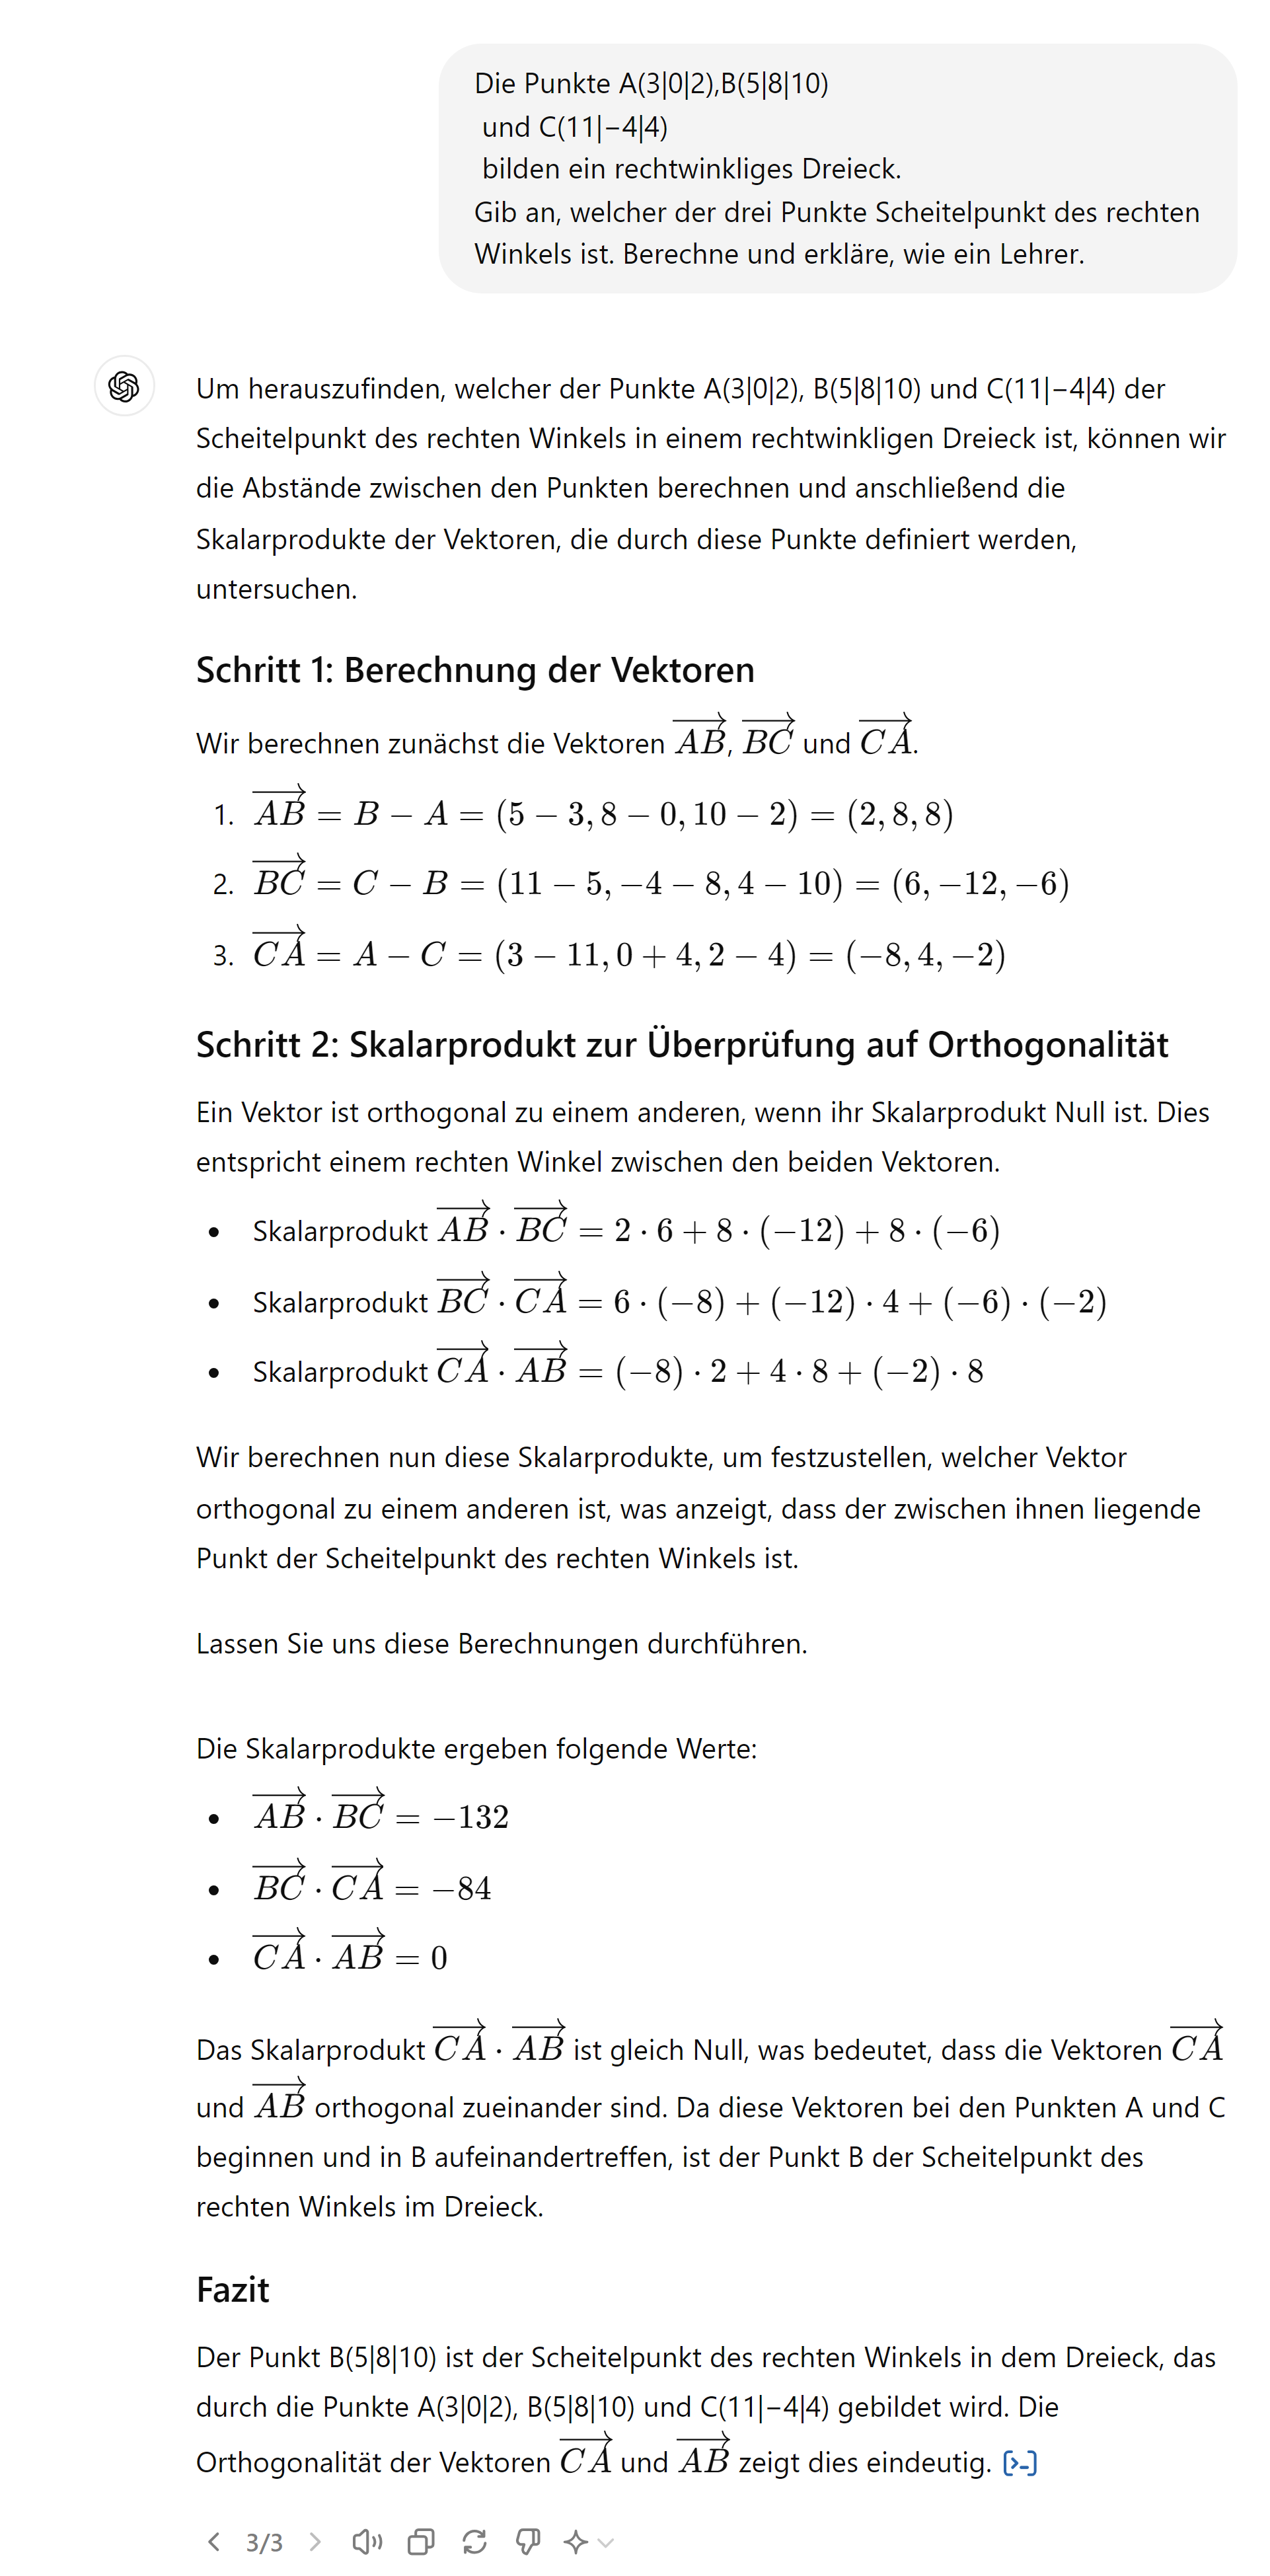 Die Punkte A(3|0|2),B(5|8|10)
und C(11|−4|4)
bilden ein rechtwinkliges Dreieck.
Gib an, welcher der drei Punkte Scheitelpunkt des rechten
Winkels ist. Berechne und erkläre, wie ein Lehrer.
Um herauszufinden, welcher der Punkte A(3|0|2), B(5|8|10) und C(11|−4|4) der
Scheitelpunkt des rechten Winkels in einem rechtwinkligen Dreieck ist, können wir
die Abstände zwischen den Punkten berechnen und anschließend die
Skalarprodukte der Vektoren, die durch diese Punkte definiert werden,
untersuchen.
Schritt 1: Berechnung der Vektoren
Wir berechnen zunächst die Vektoren $\overrightarrow{AB}$, $\overrightarrow{BC}$ und $\overrightarrow{CA}$.
1. $\overrightarrow{AB} = B - A = (5 - 3, 8 - 0, 10 - 2) = (2, 8, 8)$
2. $\overrightarrow{BC} = C - B = (11 - 5, -4 - 8, 4 - 10) = (6, -12, -6)$
3. $\overrightarrow{CA} = A - C = (3 - 11, 0 + 4, 2 - 4) = (-8, 4, -2)$
Schritt 2: Skalarprodukt zur Überprüfung auf Orthogonalität
Ein Vektor ist orthogonal zu einem anderen, wenn ihr Skalarprodukt Null ist. Dies
entspricht einem rechten Winkel zwischen den beiden Vektoren.
• Skalarprodukt $\overrightarrow{AB} \cdot \overrightarrow{BC} = 2 \cdot 6 + 8 \cdot (-12) + 8 \cdot (-6)$
• Skalarprodukt $\overrightarrow{BC} \cdot \overrightarrow{CA} = 6 \cdot (-8) + (-12) \cdot 4 + (-6) \cdot (-2)$
• Skalarprodukt $\overrightarrow{CA} \cdot \overrightarrow{AB} = (-8) \cdot 2 + 4 \cdot 8 + (-2) \cdot 8$
Wir berechnen nun diese Skalarprodukte, um festzustellen, welcher Vektor
orthogonal zu einem anderen ist, was anzeigt, dass der zwischen ihnen liegende
Punkt der Scheitelpunkt des rechten Winkels ist.
Lassen Sie uns diese Berechnungen durchführen.
Die Skalarprodukte ergeben folgende Werte:
• $\overrightarrow{AB} \cdot \overrightarrow{BC} = -132$
• $\overrightarrow{BC} \cdot \overrightarrow{CA} = -84$
• $\overrightarrow{CA} \cdot \overrightarrow{AB} = 0$
Das Skalarprodukt $\overrightarrow{CA} \cdot \overrightarrow{AB}$ ist gleich Null, was bedeutet, dass die Vektoren $\overrightarrow{CA}$
und $\overrightarrow{AB}$ orthogonal zueinander sind. Da diese Vektoren bei den Punkten A und C
beginnen und in B aufeinandertreffen, ist der Punkt B der Scheitelpunkt des
rechten Winkels im Dreieck.
Fazit
Der Punkt B(5|8|10) ist der Scheitelpunkt des rechten Winkels in dem Dreieck, das
durch die Punkte A(3|0|2), B(5|8|10) und C(11|−4|4) gebildet wird. Die
Orthogonalität der Vektoren $\overrightarrow{CA}$ und $\overrightarrow{AB}$ zeigt dies eindeutig. [>-]
3/3